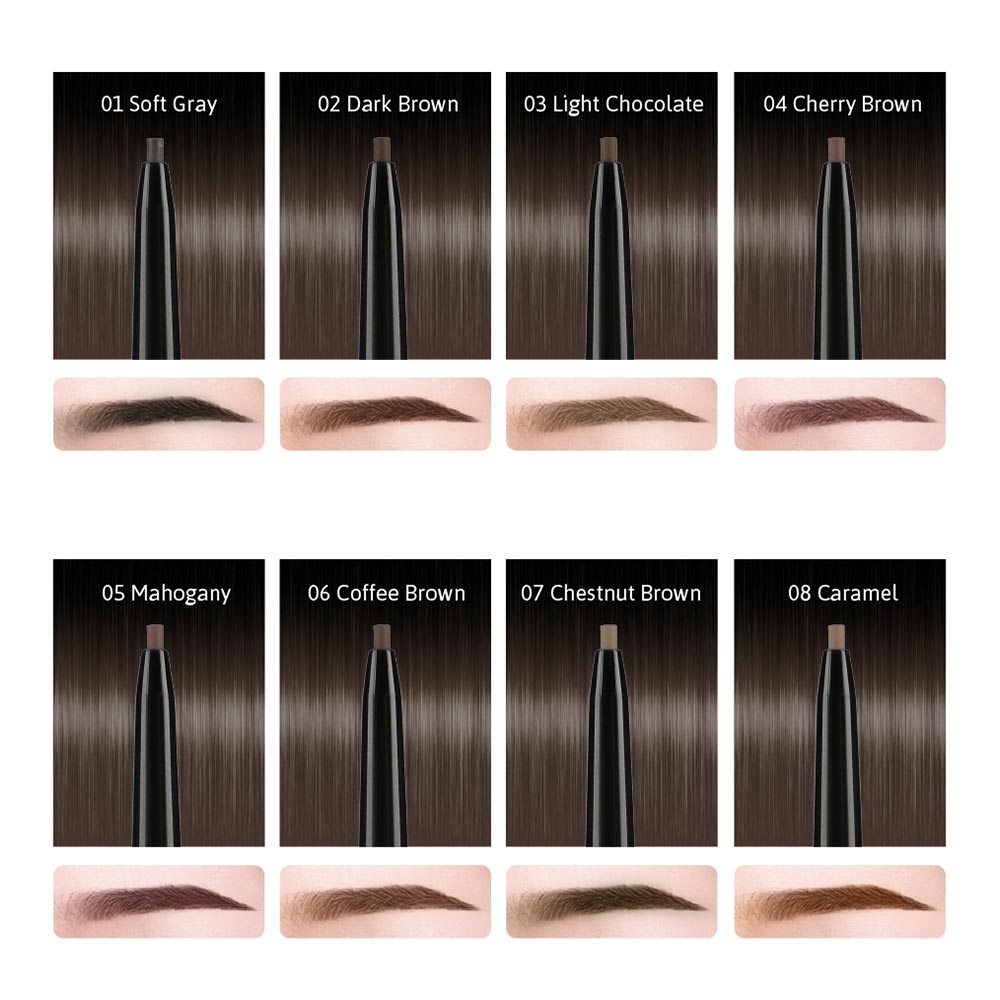 01 Soft Gray
02 Dark Brown
03 Light Chocolate
04 Cherry Brown
05 Mahogany
06 Coffee Brown
07 Chestnut Brown
08 Caramel